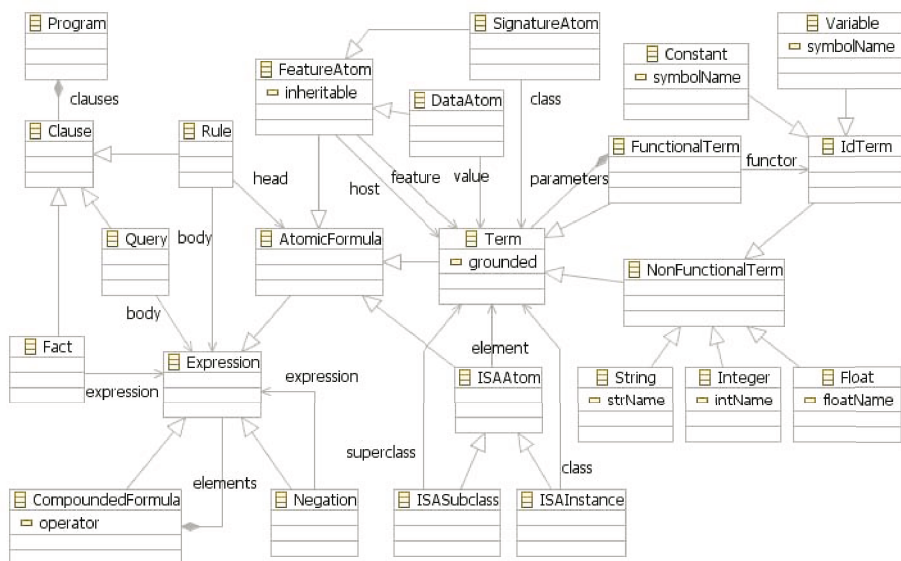 Program
SignatureAtom
Variable
symbolName
FeatureAtom
inheritable
Constant
symbolName
DataAtom
clauses
class
Clause
Rule
FunctionalTerm
functor
IdTerm
head
host
feature
value
parameters
Query
body
AtomicFormula
Term
grounded
NonFunctionalTerm
body
Fact
expression
Expression
expression
element
ISAAtom
String
strName
Integer
intName
Float
floatName
superclass
class
elements
CompoundedFormula
operator
Negation
ISASubclass
ISAInstance